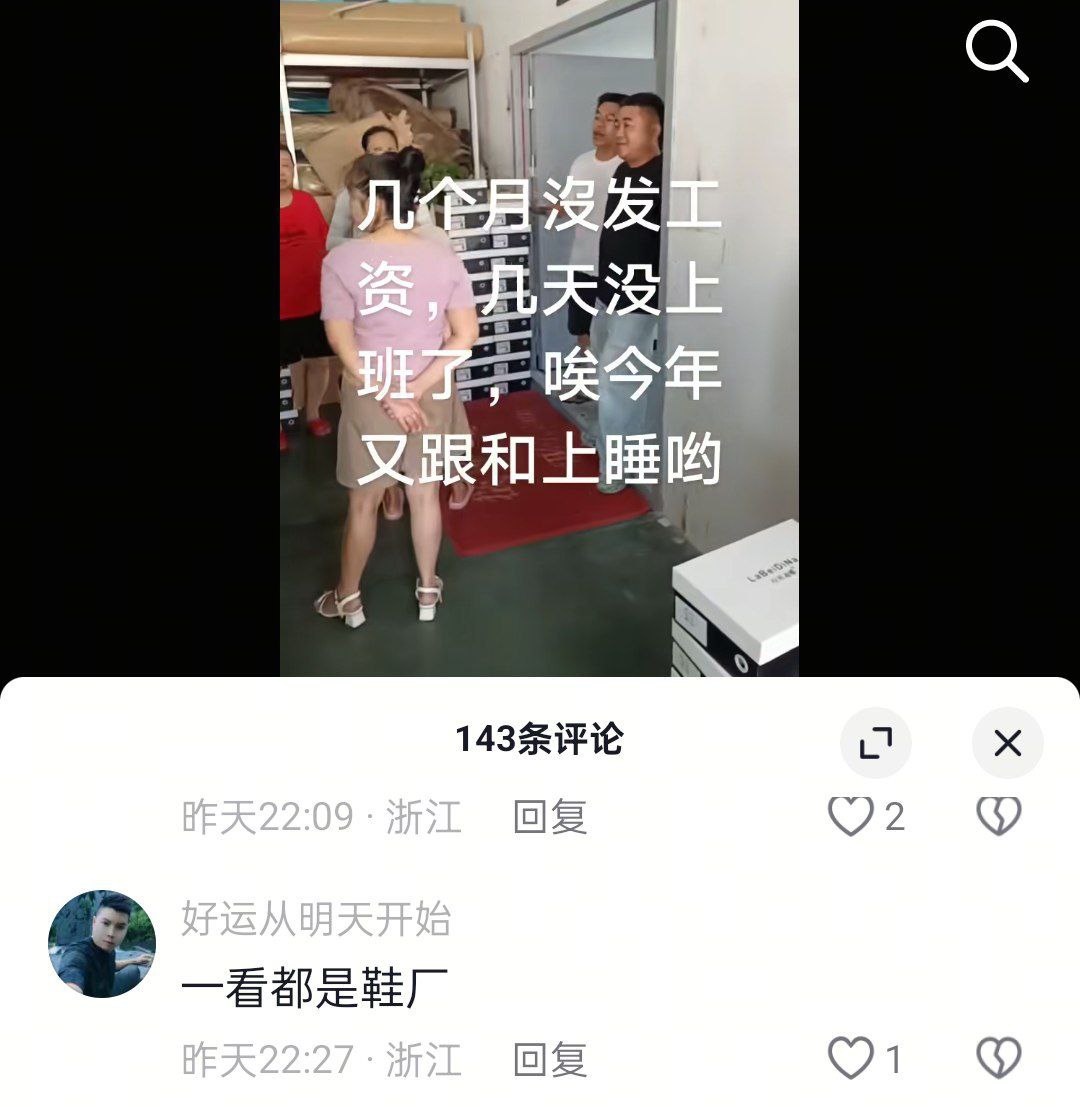 几个月沒发工
资，几天没上
班了，唉今年
又跟和上睡哟
LaBeiDiNa
143条评论
昨天22:09 · 浙江 回复 2
好运从明天开始
一看都是鞋厂
昨天22:27 · 浙江 回复 1